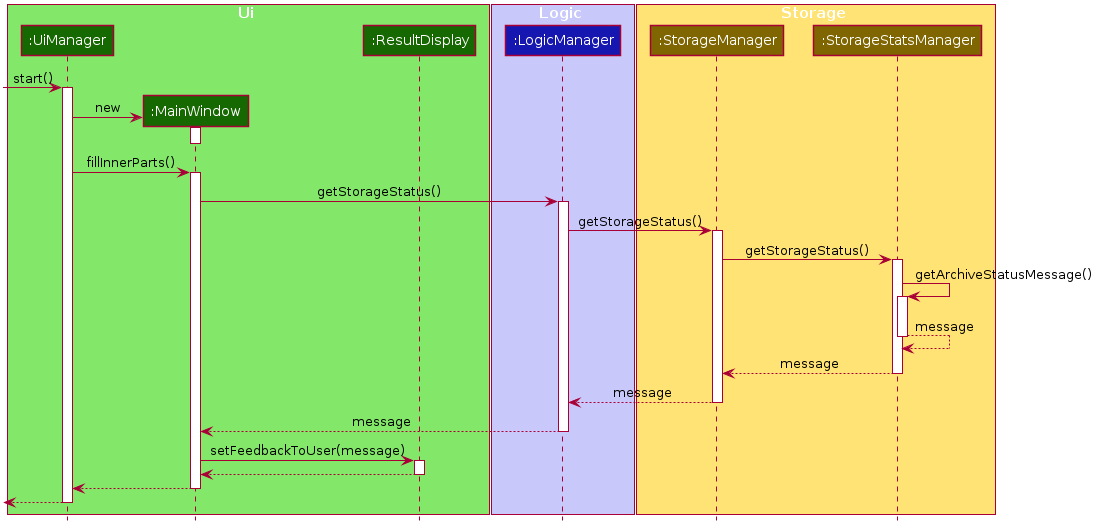 Ui
Logic
Storage
:UiManager
:ResultDisplay
:LogicManager
:StorageManager
:StorageStatsManager
start()
new
:MainWindow
fillInnerParts()
getStorageStatus()
getStorageStatus()
getStorageStatus()
getArchiveStatusMessage()
message
message
message
message
setFeedbackToUser(message)